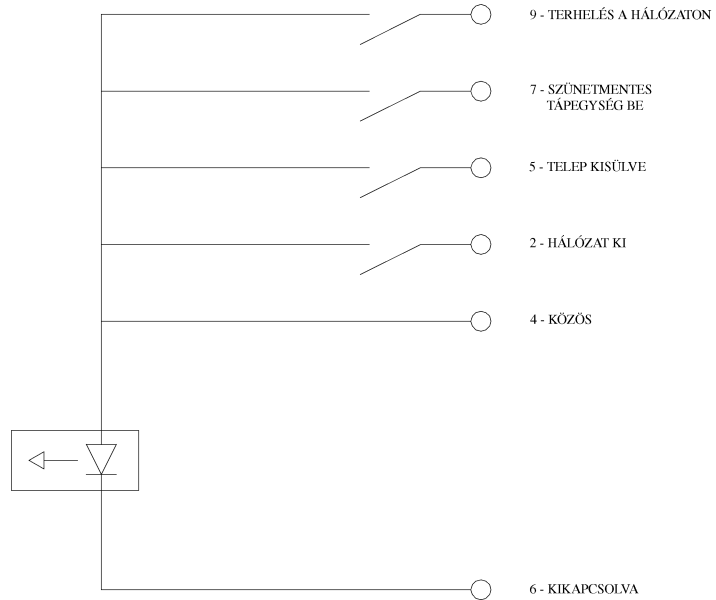 9 - TERHELÉS A HÁLÓZATON
7 - SZÜNETMENTES
TÁPEGYSÉG BE
5 - TELEP KISÜLVE
2 - HÁLÓZAT KI
4 - KÖZÖS
6 - KIKAPCSOLVA